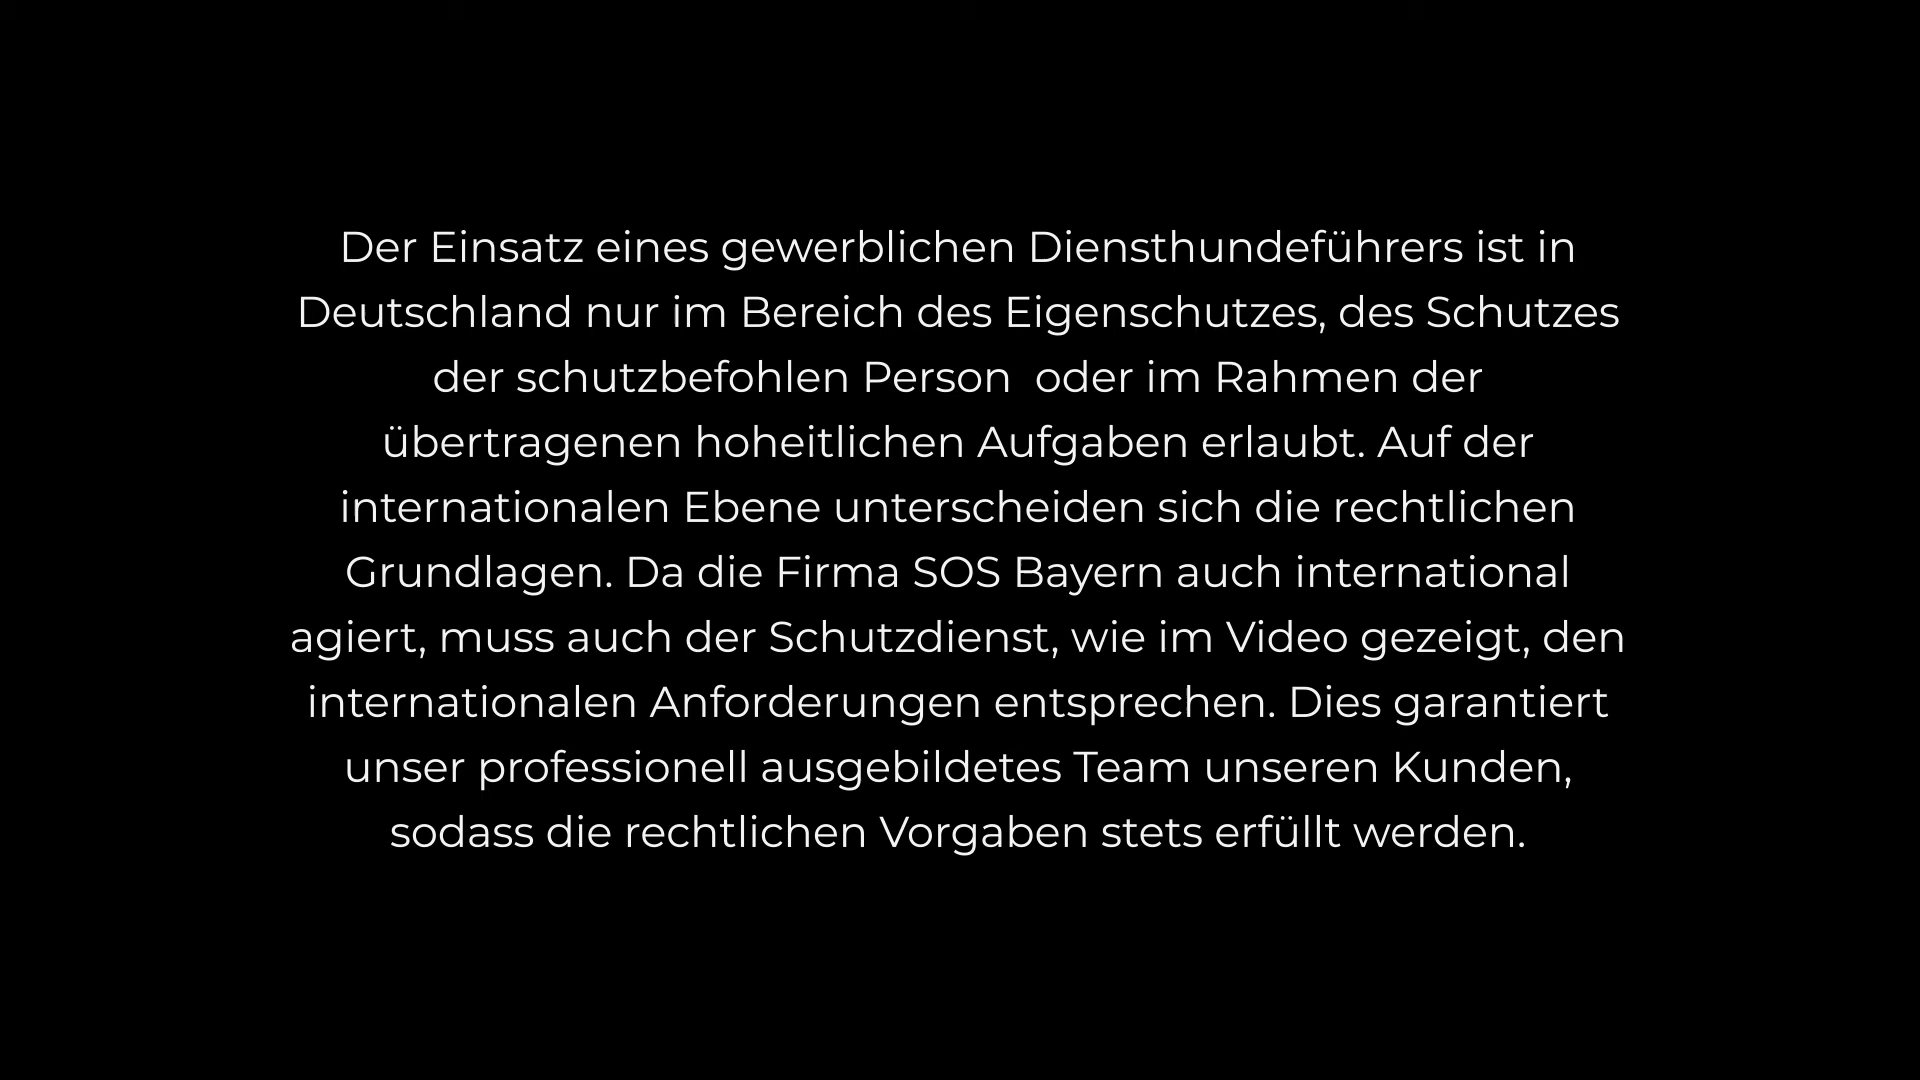 Der Einsatz eines gewerblichen Diensthundeführers ist in
Deutschland nur im Bereich des Eigenschutzes, des Schutzes
der schutzbefohlen Person  oder im Rahmen der
übertragenen hoheitlichen Aufgaben erlaubt. Auf der
internationalen Ebene unterscheiden sich die rechtlichen
Grundlagen. Da die Firma SOS Bayern auch international
agiert, muss auch der Schutzdienst, wie im Video gezeigt, den
internationalen Anforderungen entsprechen. Dies garantiert
unser professionell ausgebildetes Team unseren Kunden,
sodass die rechtlichen Vorgaben stets erfüllt werden.